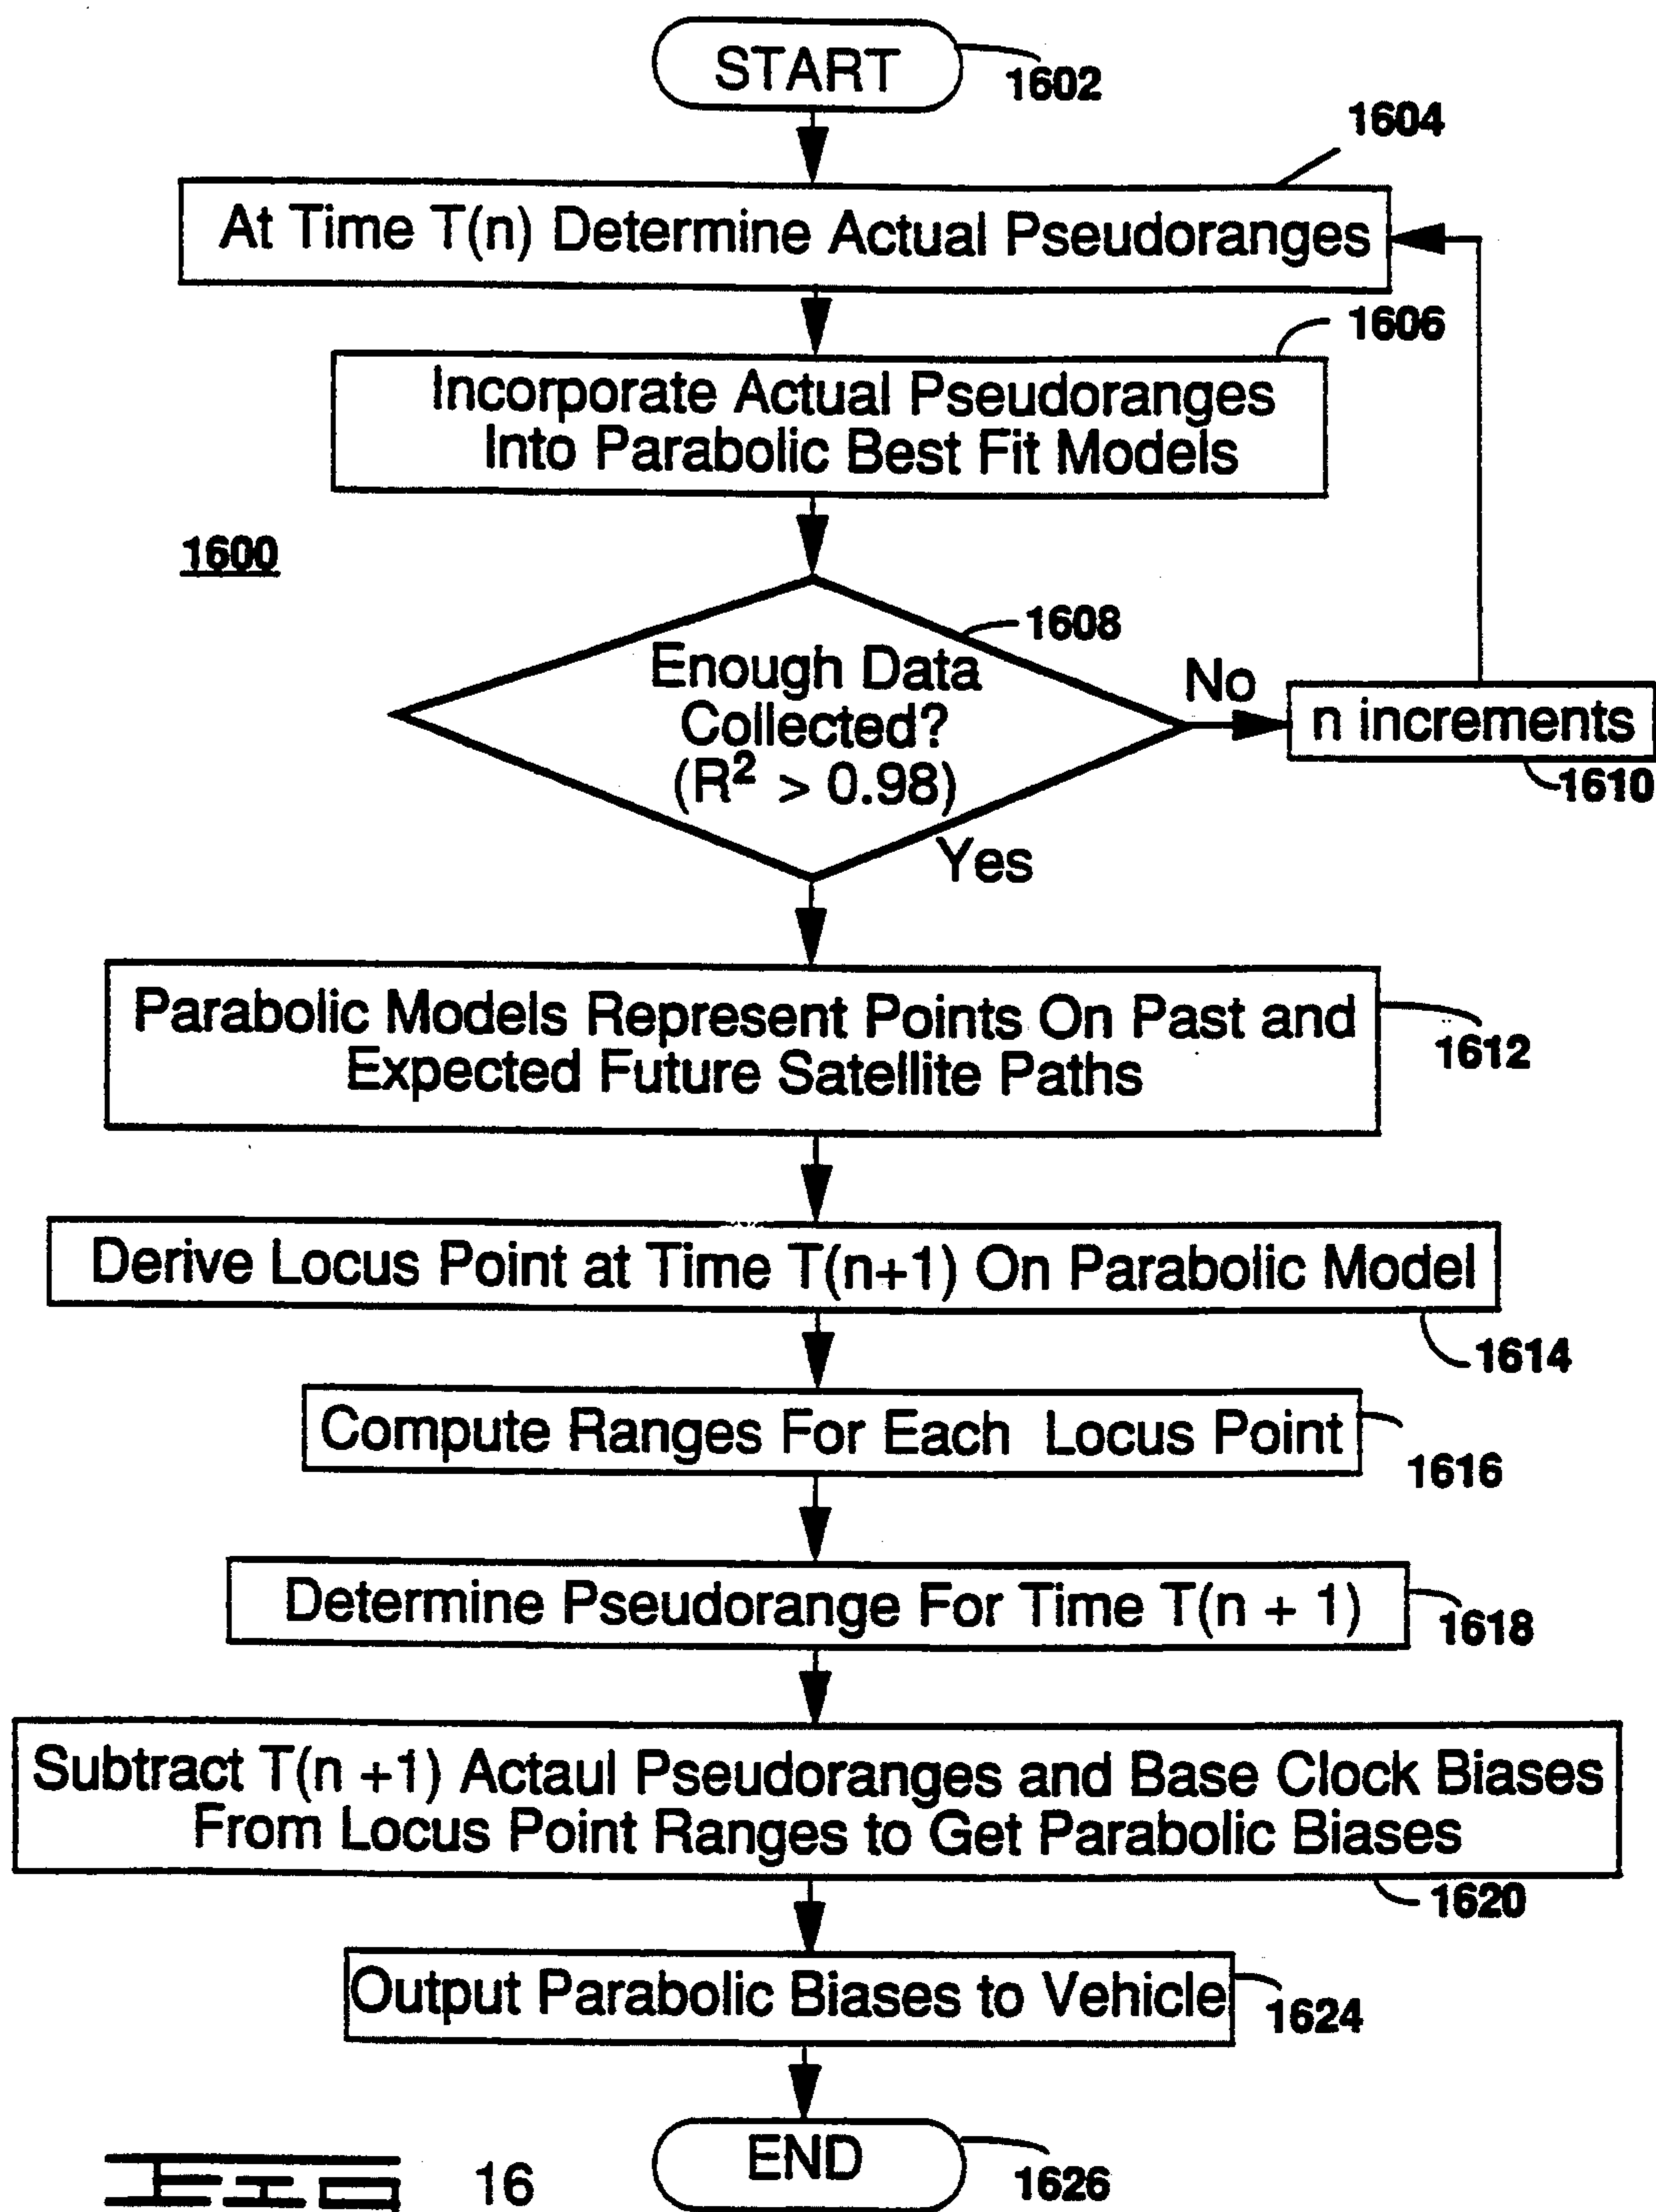 START
1602
1604
At Time T(n) Determine Actual Pseudoranges
1606
Incorporate Actual Pseudoranges
Into Parabolic Best Fit Models
1600
1608
Enough Data
Collected?
(R² > 0.98)
No
n increments
1610
Yes
Parabolic Models Represent Points On Past and
Expected Future Satellite Paths
1612
Derive Locus Point at Time T(n+1) On Parabolic Model
1614
Compute Ranges For Each Locus Point
1616
Determine Pseudorange For Time T(n + 1)
1618
Subtract T(n +1) Actaul Pseudoranges and Base Clock Biases
From Locus Point Ranges to Get Parabolic Biases
1620
Output Parabolic Biases to Vehicle
1624
END
1626
FIG 16